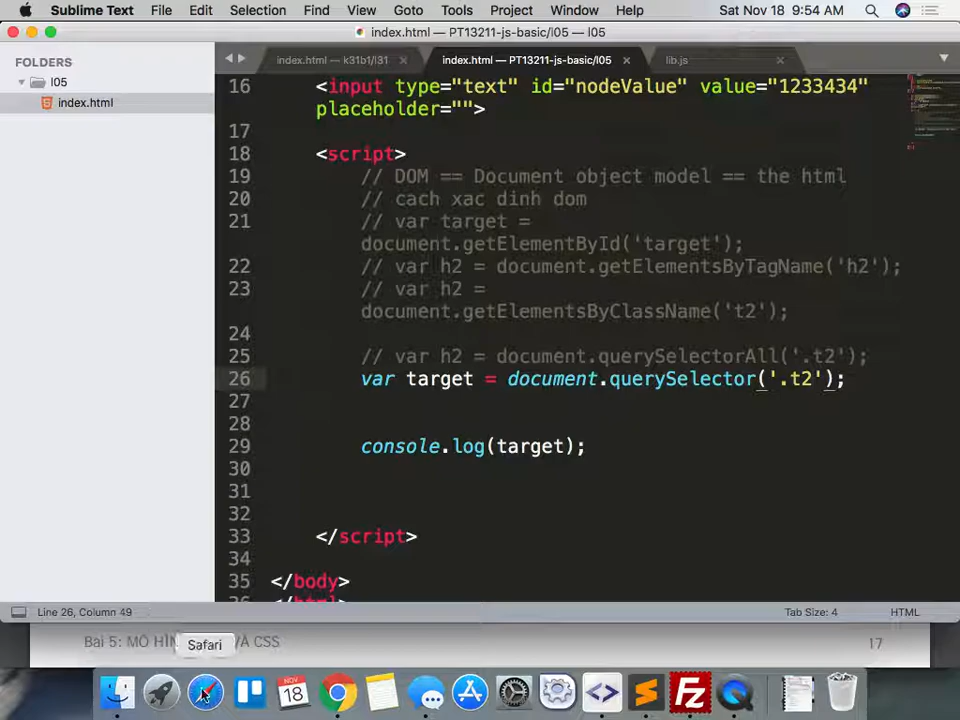 Sublime Text File Edit Selection Find View Goto Tools Project Window Help Sat Nov 18 9:54 AM
index.html — PT13211-js-basic/l05 — l05
FOLDERS
l05
index.html
index.html — k31b1/l31 × index.html — PT13211-js-basic/l05 × lib.js ×
16 <input type="text" id="nodeValue" value="1233434"
placeholder="">
17
18 <script>
19 // DOM == Document object model == the html
20 // cach xac dinh dom
21 // var target =
document.getElementById('target');
22 // var h2 = document.getElementsByTagName('h2');
23 // var h2 =
document.getElementsByClassName('t2');
24
25 // var h2 = document.querySelectorAll('.t2');
26 var target = document.querySelector('.t2');
27
28
29 console.log(target);
30
31
32
33 </script>
34
35 </body>
36 </html>
Line 26, Column 49 Tab Size: 4 HTML
Bài 5: MÔ HÌN VÀ CSS 17
Safari
NOV
18